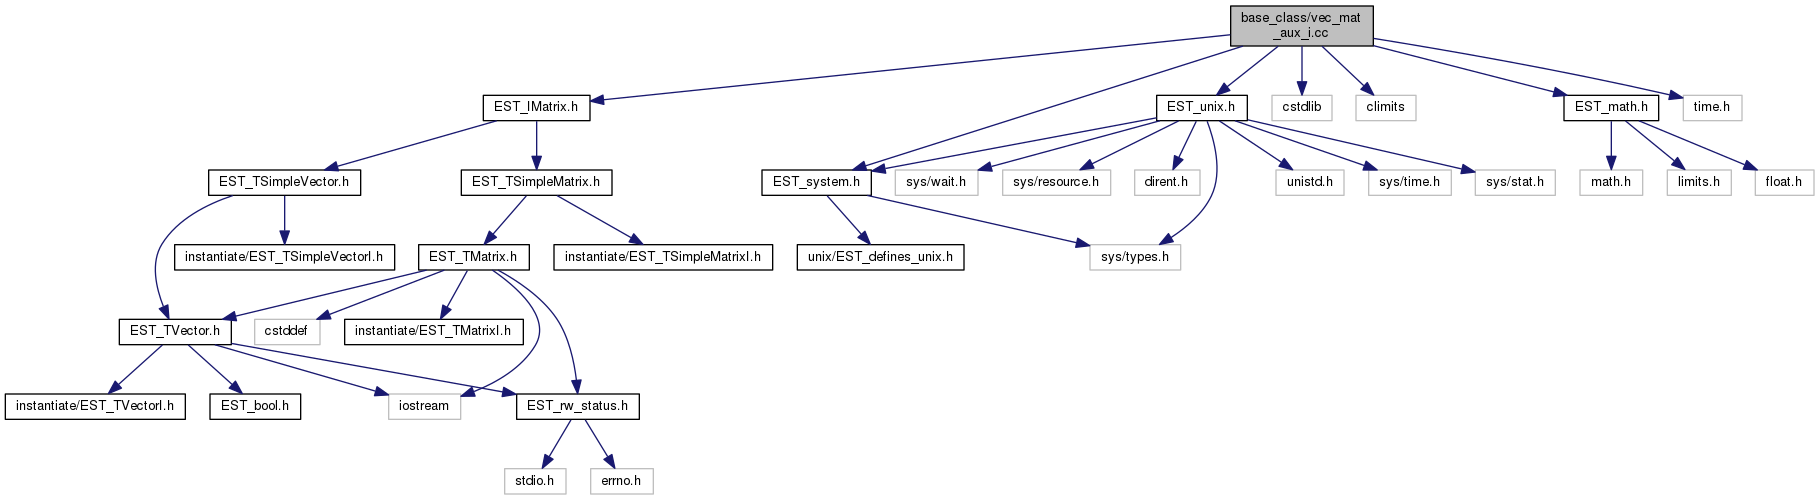 base_class/vec_mat
_aux_i.cc
EST_IMatrix.h
EST_unix.h
cstdlib
climits
EST_math.h
time.h
EST_TSimpleVector.h
EST_TSimpleMatrix.h
EST_system.h
sys/wait.h
sys/resource.h
dirent.h
unistd.h
sys/time.h
sys/stat.h
math.h
limits.h
float.h
instantiate/EST_TSimpleVectorI.h
EST_TMatrix.h
instantiate/EST_TSimpleMatrixI.h
unix/EST_defines_unix.h
sys/types.h
EST_TVector.h
cstddef
instantiate/EST_TMatrixI.h
instantiate/EST_TVectorI.h
EST_bool.h
iostream
EST_rw_status.h
stdio.h
errno.h